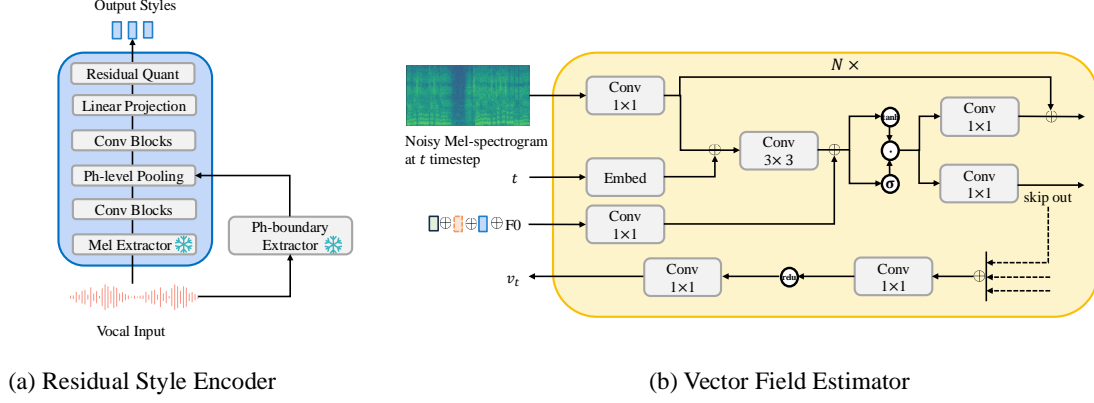 Output Styles
Residual Quant
Linear Projection
Conv Blocks
Ph-level Pooling
Conv Blocks
Mel Extractor
Ph-boundary
Extractor
Vocal Input
(a) Residual Style Encoder
N ×
Conv
1×1
Noisy Mel-spectrogram
at t timestep
t
Embed
⊕
Conv
3× 3
⊕
tanh
·
σ
Conv
1×1
⊕
Conv
1×1
skip out
⊕ ⊕ ⊕ F0
Conv
1×1
v_t
Conv
1×1
relu
Conv
1×1
⊕
(b) Vector Field Estimator